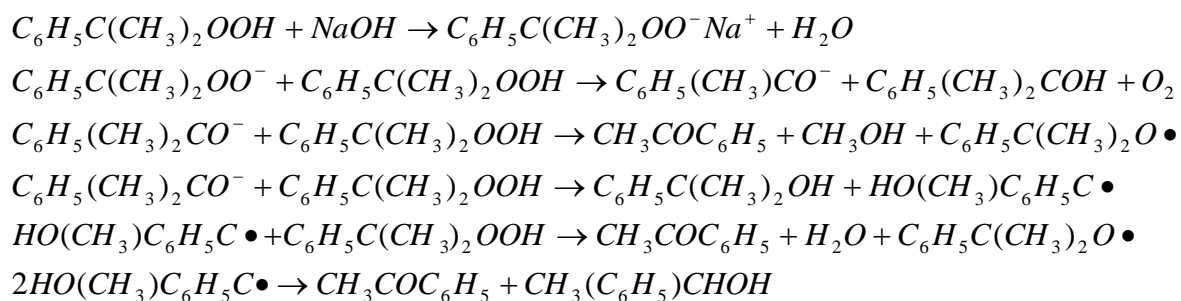 C₆H₅C(CH₃)₂OOH + NaOH → C₆H₅C(CH₃)₂OO⁻Na⁺ + H₂O
C₆H₅C(CH₃)₂OO⁻ + C₆H₅C(CH₃)₂OOH → C₆H₅(CH₃)CO⁻ + C₆H₅(CH₃)₂COH + O₂
C₆H₅(CH₃)₂CO⁻ + C₆H₅C(CH₃)₂OOH → CH₃COC₆H₅ + CH₃OH + C₆H₅C(CH₃)₂O●
C₆H₅(CH₃)₂CO⁻ + C₆H₅C(CH₃)₂OOH → C₆H₅C(CH₃)₂OH + HO(CH₃)C₆H₅C●
HO(CH₃)C₆H₅C●+C₆H₅C(CH₃)₂OOH → CH₃COC₆H₅ + H₂O + C₆H₅C(CH₃)₂O●
2HO(CH₃)C₆H₅C● → CH₃COC₆H₅ + CH₃(C₆H₅)CHOH